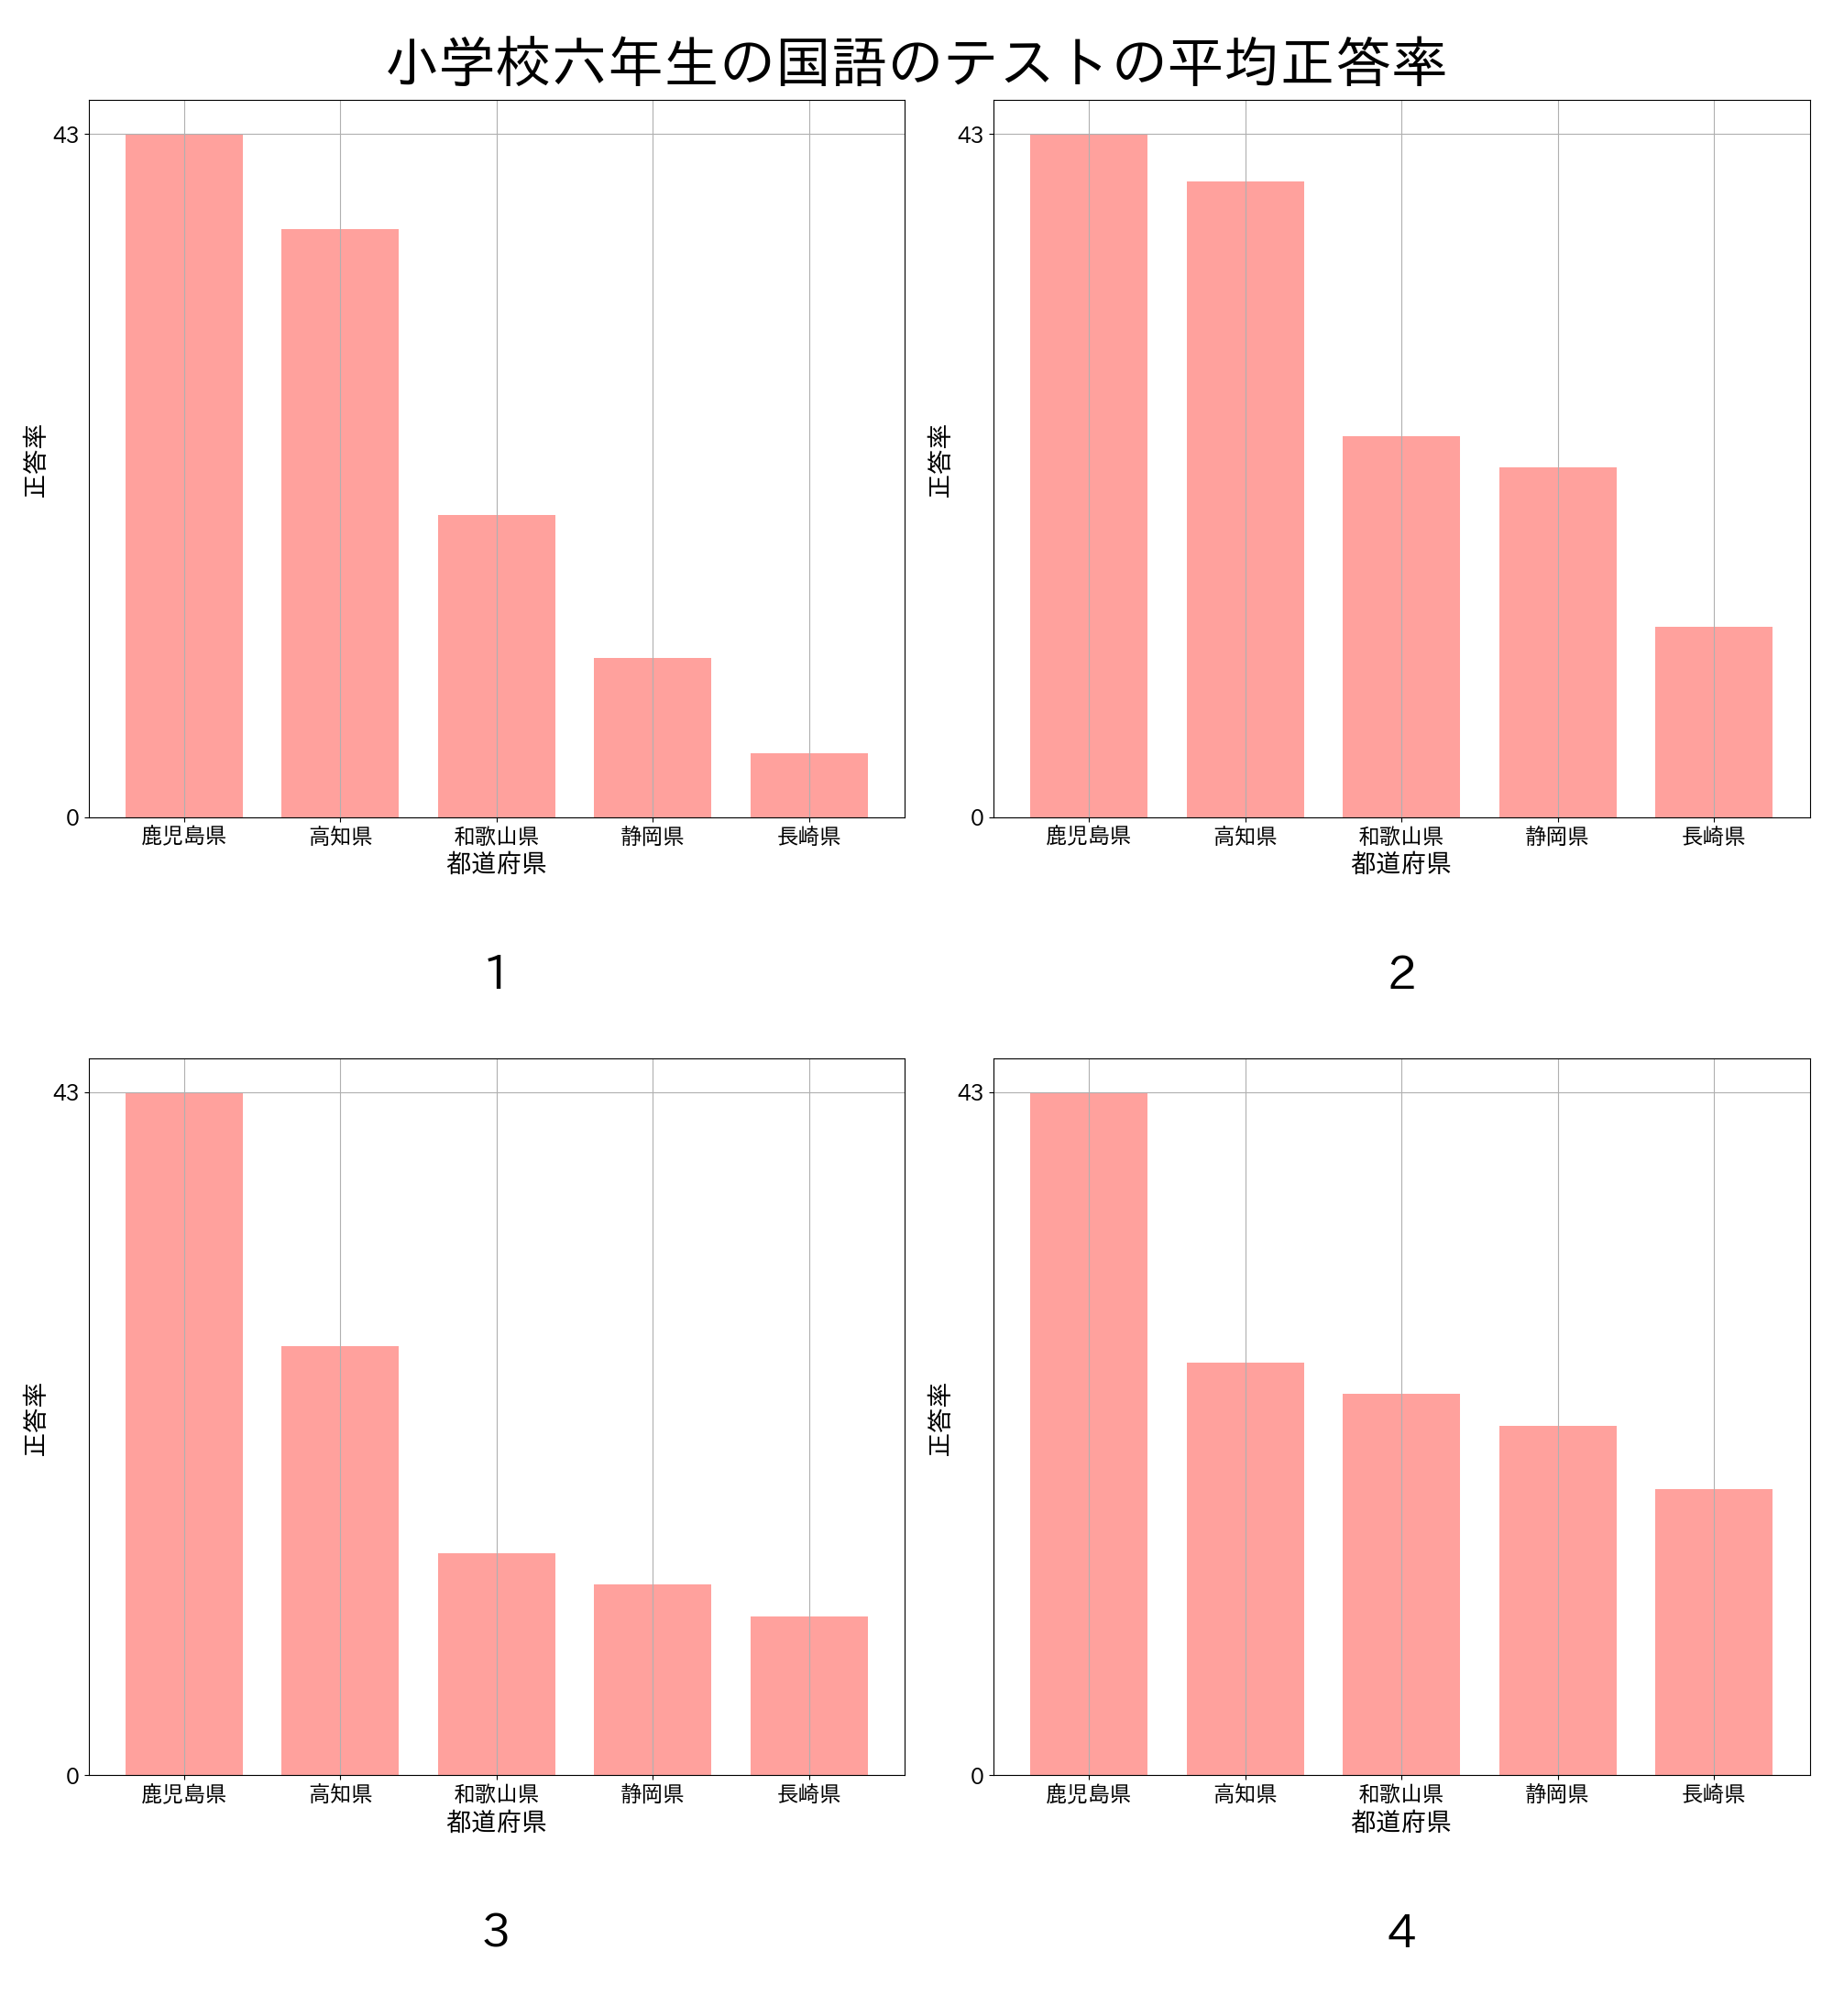 小学校六年生の国語のテストの平均正答率
43
0
正答率
鹿児島県 高知県 和歌山県 静岡県 長崎県
都道府県
1
43
0
正答率
鹿児島県 高知県 和歌山県 静岡県 長崎県
都道府県
2
43
0
正答率
鹿児島県 高知県 和歌山県 静岡県 長崎県
都道府県
3
43
0
正答率
鹿児島県 高知県 和歌山県 静岡県 長崎県
都道府県
4